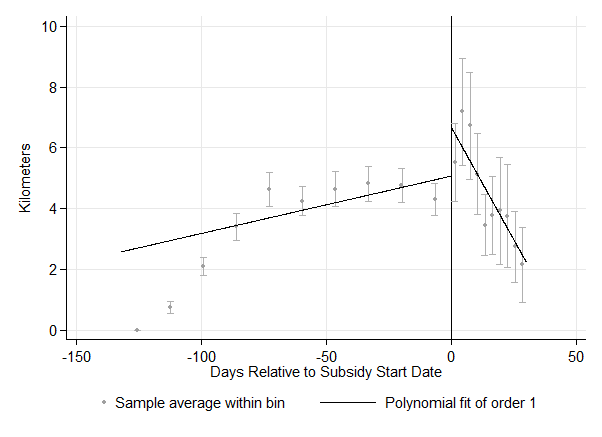 10
8
6
4
2
0
Kilometers
-150 -100 -50 0 50
Days Relative to Subsidy Start Date
Sample average within bin Polynomial fit of order 1